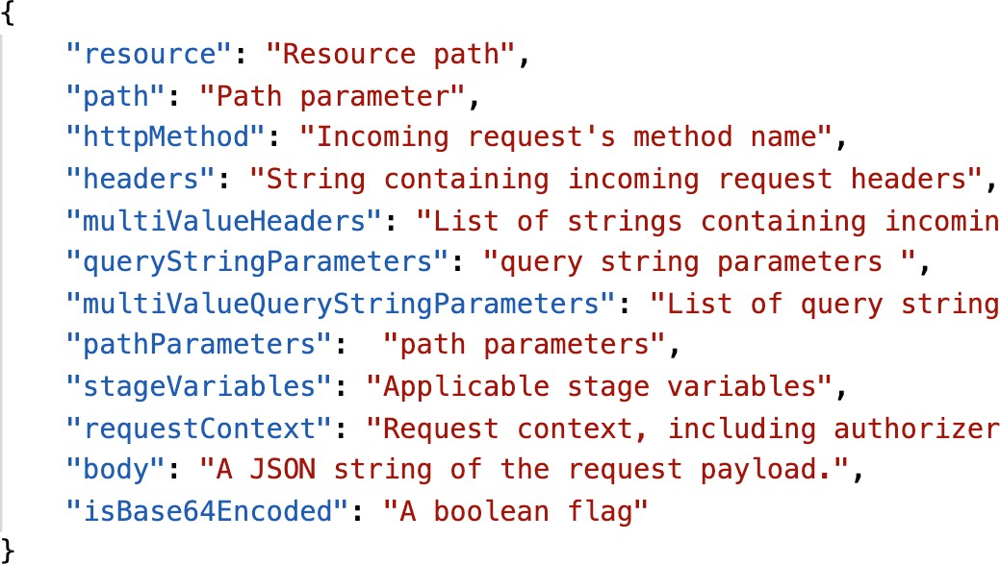 {
"resource": "Resource path",
"path": "Path parameter",
"httpMethod": "Incoming request's method name",
"headers": "String containing incoming request headers",
"multiValueHeaders": "List of strings containing incomin
"queryStringParameters": "query string parameters ",
"multiValueQueryStringParameters": "List of query string
"pathParameters":  "path parameters",
"stageVariables": "Applicable stage variables",
"requestContext": "Request context, including authorizer
"body": "A JSON string of the request payload.",
"isBase64Encoded": "A boolean flag"
}